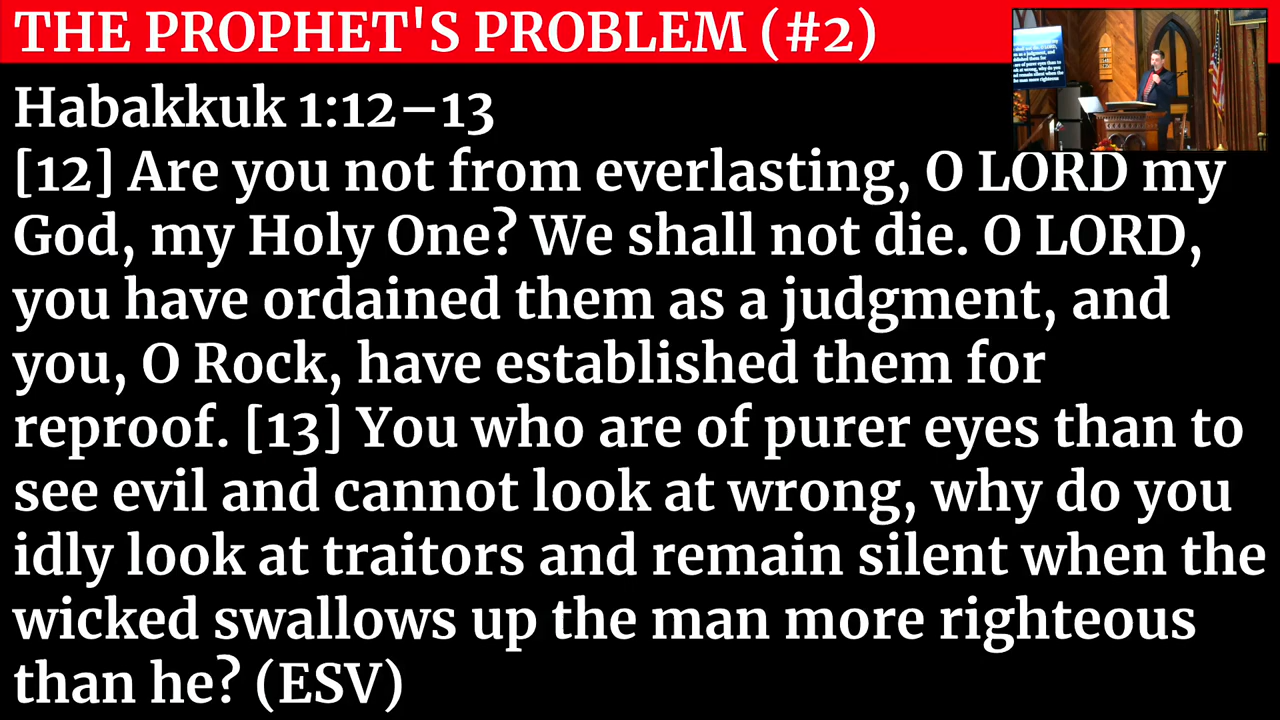 THE PROPHET'S PROBLEM (#2)
Habakkuk 1:12–13
[12] Are you not from everlasting, O LORD my
God, my Holy One? We shall not die. O LORD,
you have ordained them as a judgment, and
you, O Rock, have established them for
reproof. [13] You who are of purer eyes than to
see evil and cannot look at wrong, why do you
idly look at traitors and remain silent when the
wicked swallows up the man more righteous
than he? (ESV)